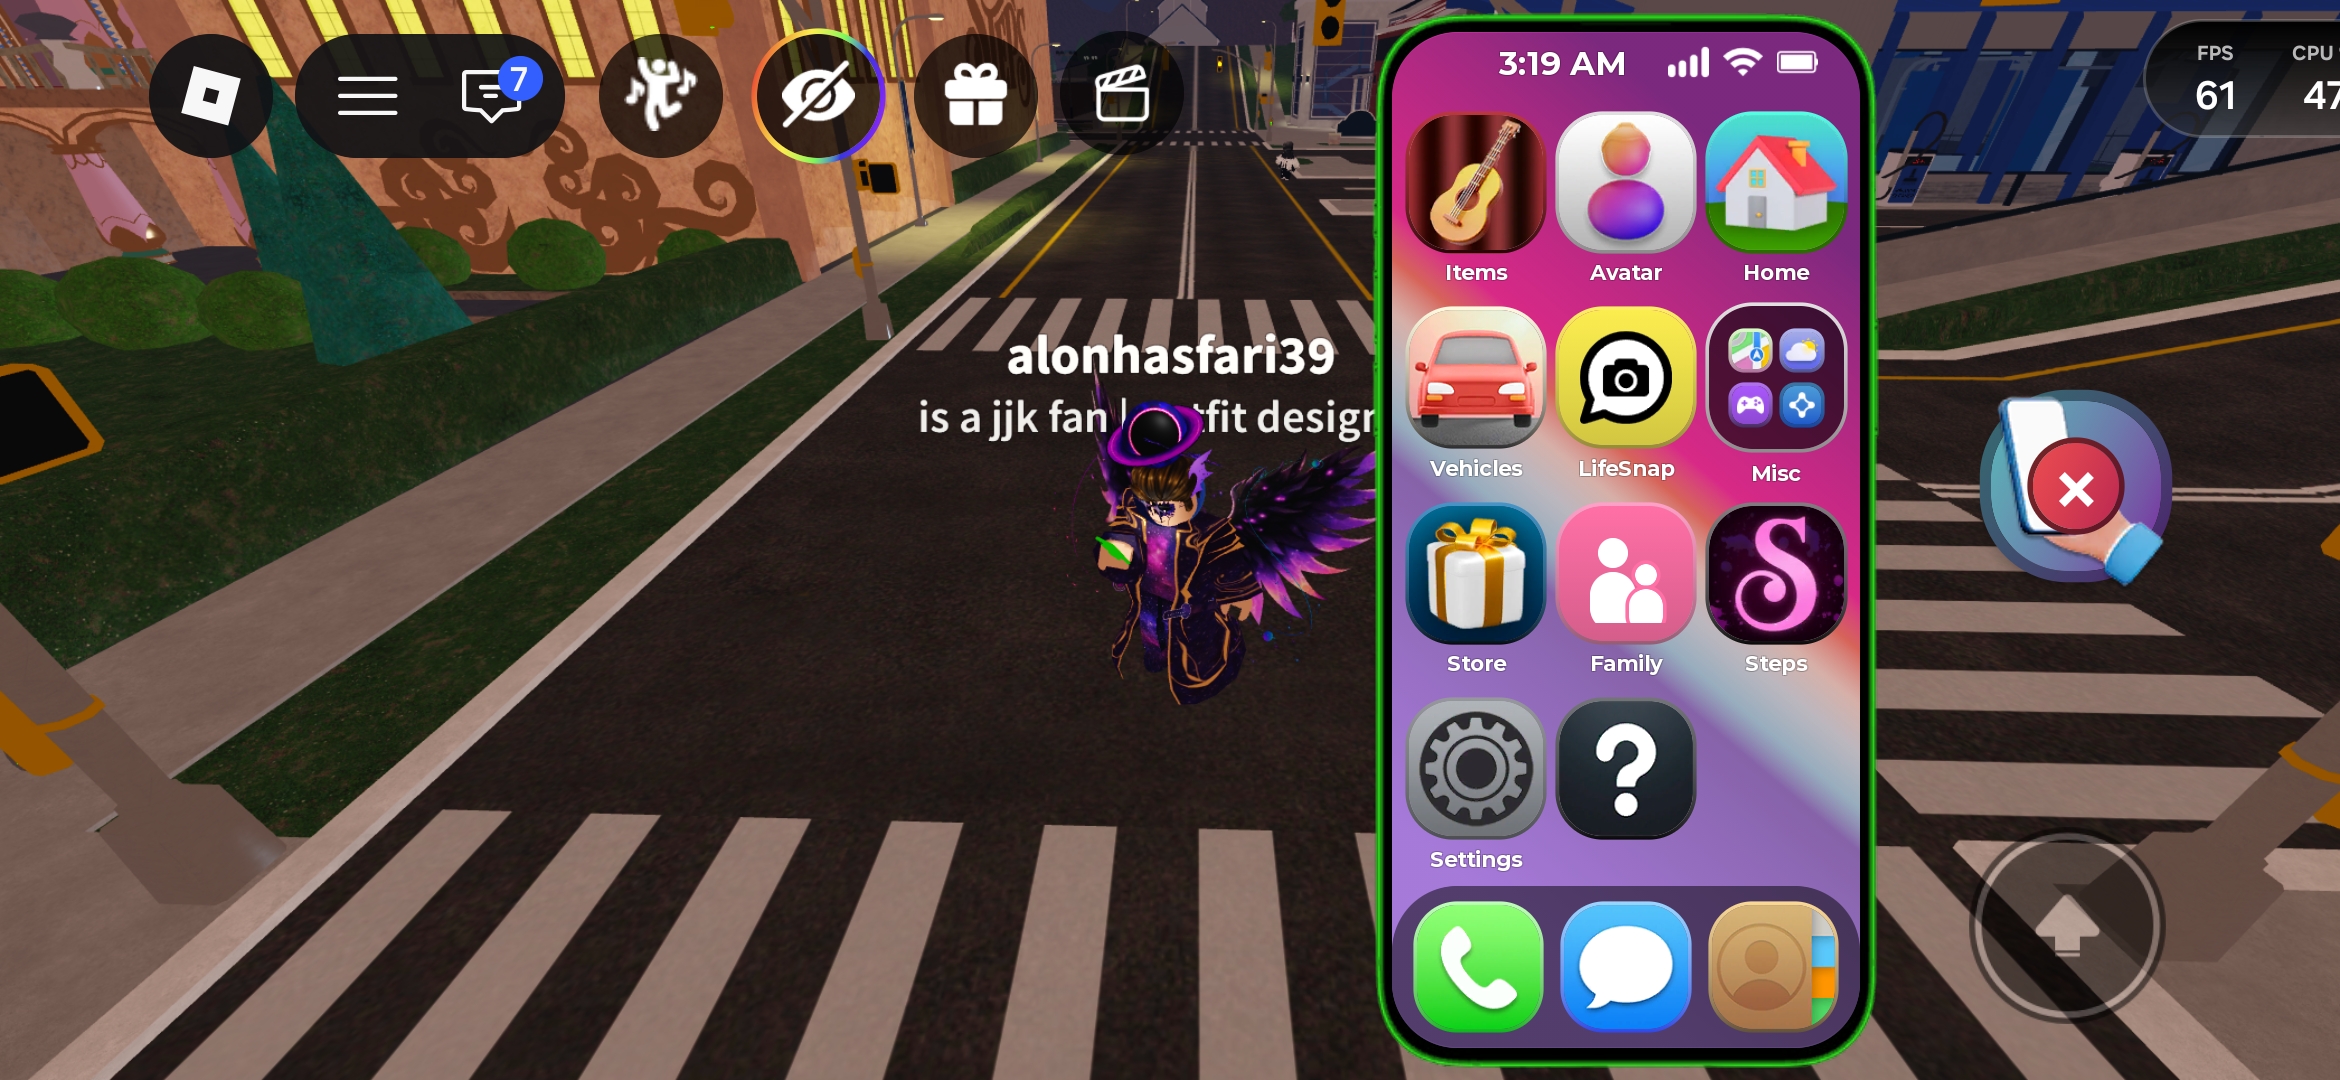 7
FPS
CPU
61
47
3:19 AM
Items
Avatar
Home
alonhasfari39
is a jjk fan
Vehicles
LifeSnap
Misc
Store
Family
S
Steps
?
Settings